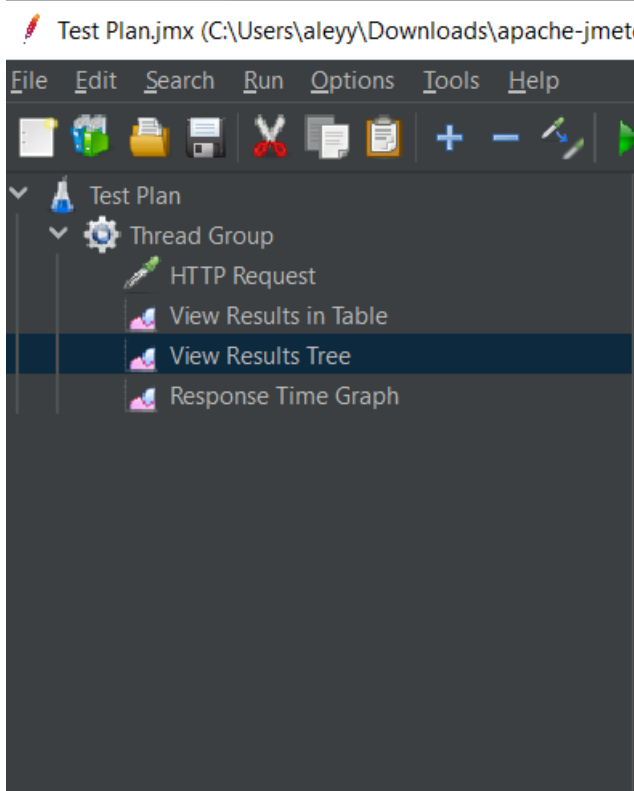 Test Plan.jmx (C:\Users\aleyy\Downloads\apache-jmet
File Edit Search Run Options Tools Help
Test Plan
Thread Group
HTTP Request
View Results in Table
View Results Tree
Response Time Graph